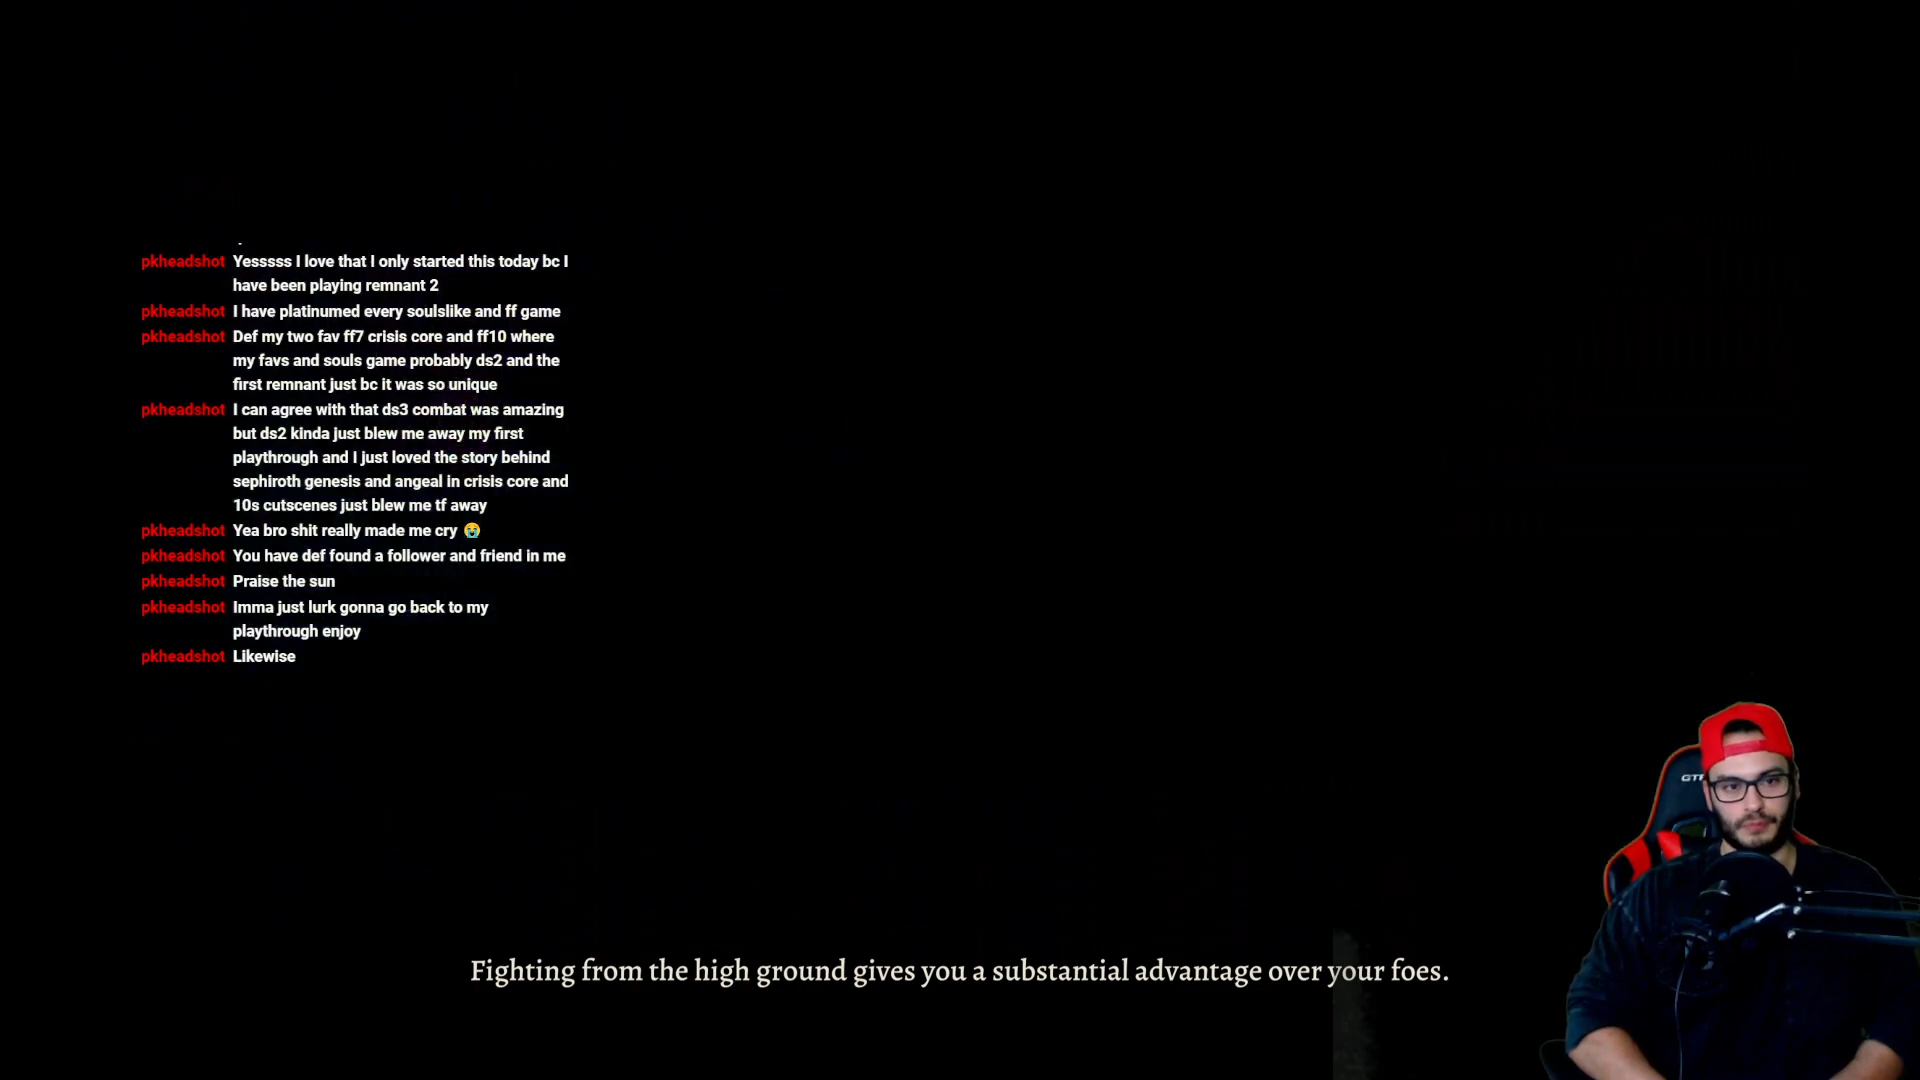 pkheadshot Yesssss I love that I only started this today bc I
have been playing remnant 2
pkheadshot I have platinumed every soulslike and ff game
pkheadshot Def my two fav ff7 crisis core and ff10 where
my favs and souls game probably ds2 and the
first remnant just bc it was so unique
pkheadshot I can agree with that ds3 combat was amazing
but ds2 kinda just blew me away my first
playthrough and I just loved the story behind
sephiroth genesis and angeal in crisis core and
10s cutscenes just blew me tf away
pkheadshot Yea bro shit really made me cry 😭
pkheadshot You have def found a follower and friend in me
pkheadshot Praise the sun
pkheadshot Imma just lurk gonna go back to my
playthrough enjoy
pkheadshot Likewise
Fighting from the high ground gives you a substantial advantage over your foes.